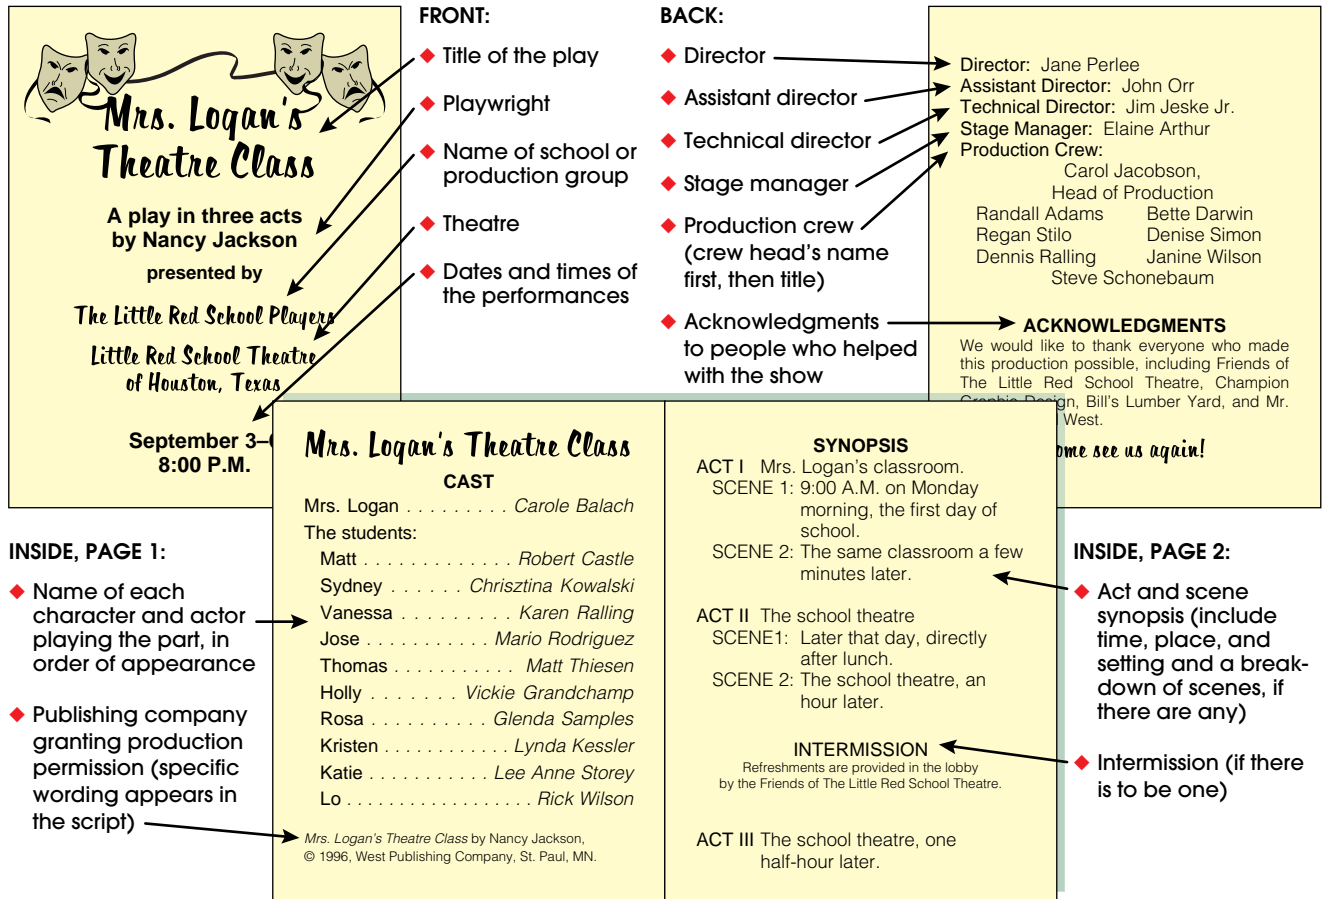 Mrs. Logan's
Theatre Class
A play in three acts
by Nancy Jackson
presented by
The Little Red School Players
Little Red School Theatre
of Houston, Texas
September 3–
8:00 P.M.
FRONT:
◆ Title of the play
◆ Playwright
◆ Name of school or
production group
◆ Theatre
◆ Dates and times of
the performances
BACK:
◆ Director
◆ Assistant director
◆ Technical director
◆ Stage manager
◆ Production crew
(crew head's name
first, then title)
◆ Acknowledgments
to people who helped
with the show
Director: Jane Perlee
Assistant Director: John Orr
Technical Director: Jim Jeske Jr.
Stage Manager: Elaine Arthur
Production Crew:
Carol Jacobson,
Head of Production
Randall Adams Bette Darwin
Regan Stilo Denise Simon
Dennis Ralling Janine Wilson
Steve Schonebaum
ACKNOWLEDGMENTS
We would like to thank everyone who made
this production possible, including Friends of
The Little Red School Theatre, Champion
Graphic Design, Bill's Lumber Yard, and Mr.
West.
ome see us again!
INSIDE, PAGE 1:
◆ Name of each
character and actor
playing the part, in
order of appearance
◆ Publishing company
granting production
permission (specific
wording appears in
the script)
Mrs. Logan's Theatre Class
CAST
Mrs. Logan . . . . . . . . . Carole Balach
The students:
Matt . . . . . . . . . . . . . Robert Castle
Sydney . . . . . . Chrisztina Kowalski
Vanessa . . . . . . . . . . Karen Ralling
Jose . . . . . . . . . . . Mario Rodriguez
Thomas . . . . . . . . . . Matt Thiesen
Holly . . . . . . . Vickie Grandchamp
Rosa . . . . . . . . . . Glenda Samples
Kristen . . . . . . . . . . . . Lynda Kessler
Katie . . . . . . . . . . . Lee Anne Storey
Lo . . . . . . . . . . . . . . . . . Rick Wilson
Mrs. Logan's Theatre Class by Nancy Jackson,
© 1996, West Publishing Company, St. Paul, MN.
SYNOPSIS
ACT I Mrs. Logan's classroom.
SCENE 1: 9:00 A.M. on Monday
morning, the first day of
school.
SCENE 2: The same classroom a few
minutes later.
ACT II The school theatre
SCENE1: Later that day, directly
after lunch.
SCENE 2: The school theatre, an
hour later.
INTERMISSION
Refreshments are provided in the lobby
by the Friends of The Little Red School Theatre.
ACT III The school theatre, one
half-hour later.
INSIDE, PAGE 2:
◆ Act and scene
synopsis (include
time, place, and
setting and a break-
down of scenes, if
there are any)
◆ Intermission (if there
is to be one)